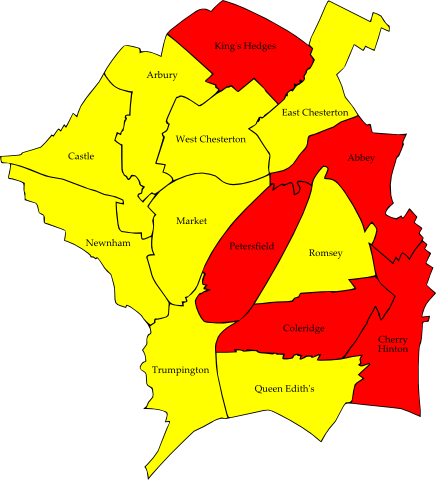 King's Hedges
Arbury
East Chesterton
West Chesterton
Castle
Abbey
Market
Newnham
Petersfield
Romsey
Coleridge
Cherry
Hinton
Trumpington
Queen Edith's